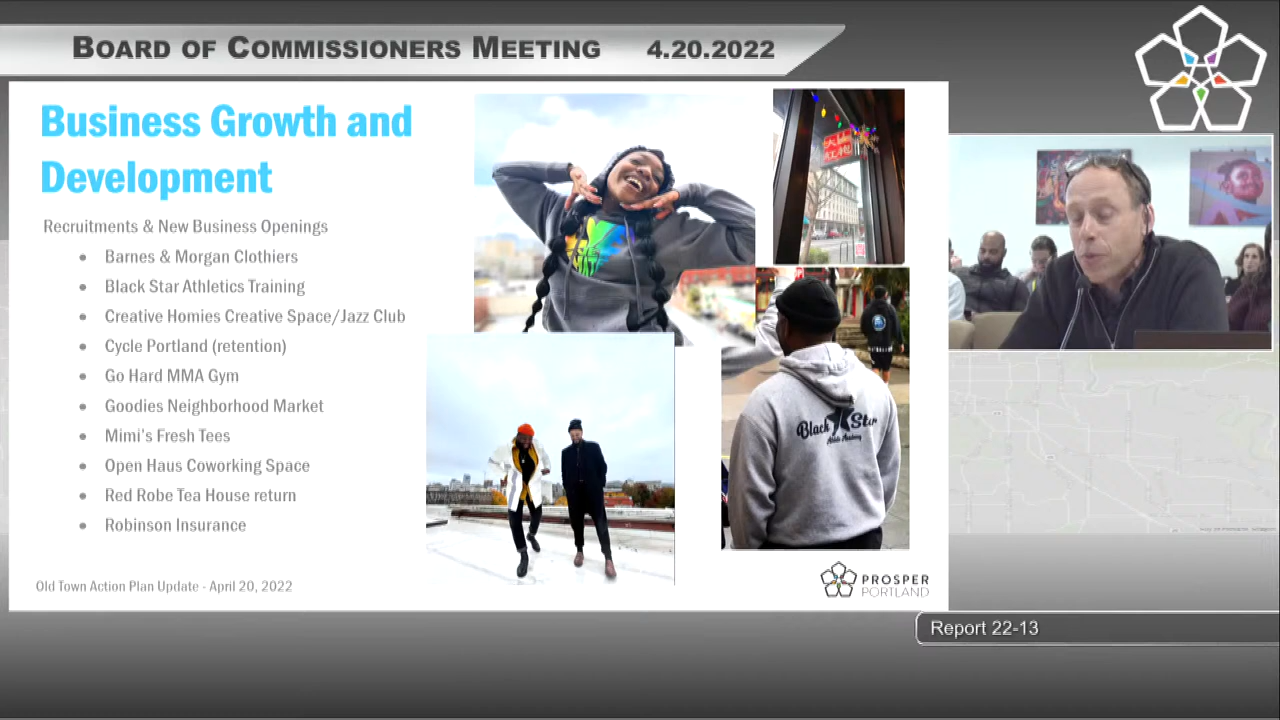 BOARD OF COMMISSIONERS MEETING 4.20.2022
Business Growth and
Development
Recruitments & New Business Openings
• Barnes & Morgan Clothiers
• Black Star Athletics Training
• Creative Homies Creative Space/Jazz Club
• Cycle Portland (retention)
• Go Hard MMA Gym
• Goodies Neighborhood Market
• Mimi's Fresh Tees
• Open Haus Coworking Space
• Red Robe Tea House return
• Robinson Insurance
Black Star
Old Town Action Plan Update - April 20, 2022
PROSPER
PORTLAND
Report 22-13